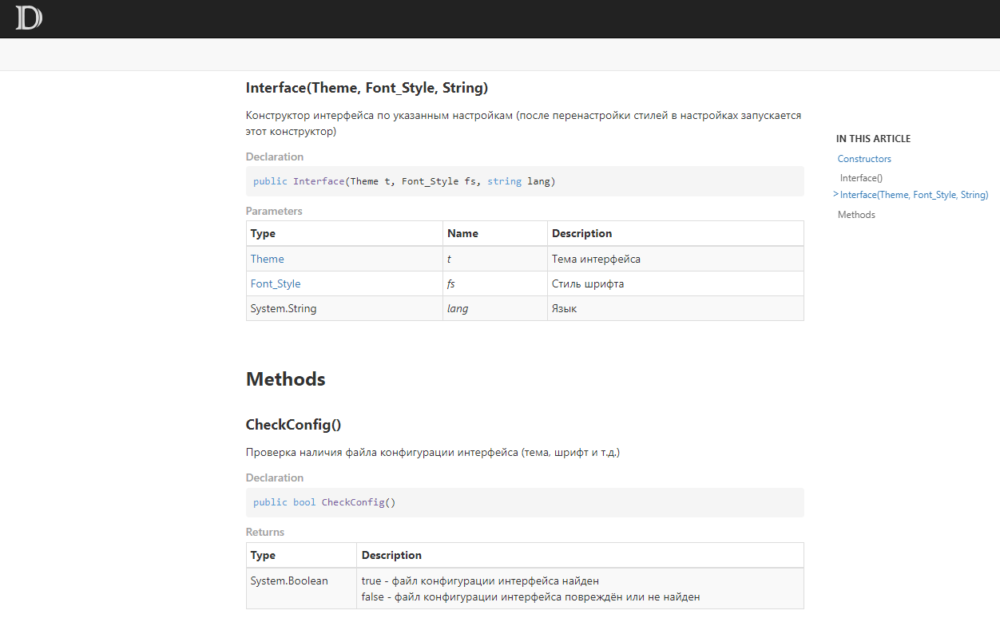 D
Interface(Theme, Font_Style, String)
Конструктор интерфейса по указанным настройкам (после перенастройки стилей в настройках запускается
этот конструктор)
Declaration
public Interface(Theme t, Font_Style fs, string lang)
Parameters
Type Name Description
Theme t Тема интерфейса
Font_Style fs Стиль шрифта
System.String lang Язык
Methods
CheckConfig()
Проверка наличия файла конфигурации интерфейса (тема, шрифт и т.д.)
Declaration
public bool CheckConfig()
Returns
Type Description
System.Boolean true - файл конфигурации интерфейса найден
false - файл конфигурации интерфейса повреждён или не найден
IN THIS ARTICLE
Constructors
Interface()
>Interface(Theme, Font_Style, String)
Methods